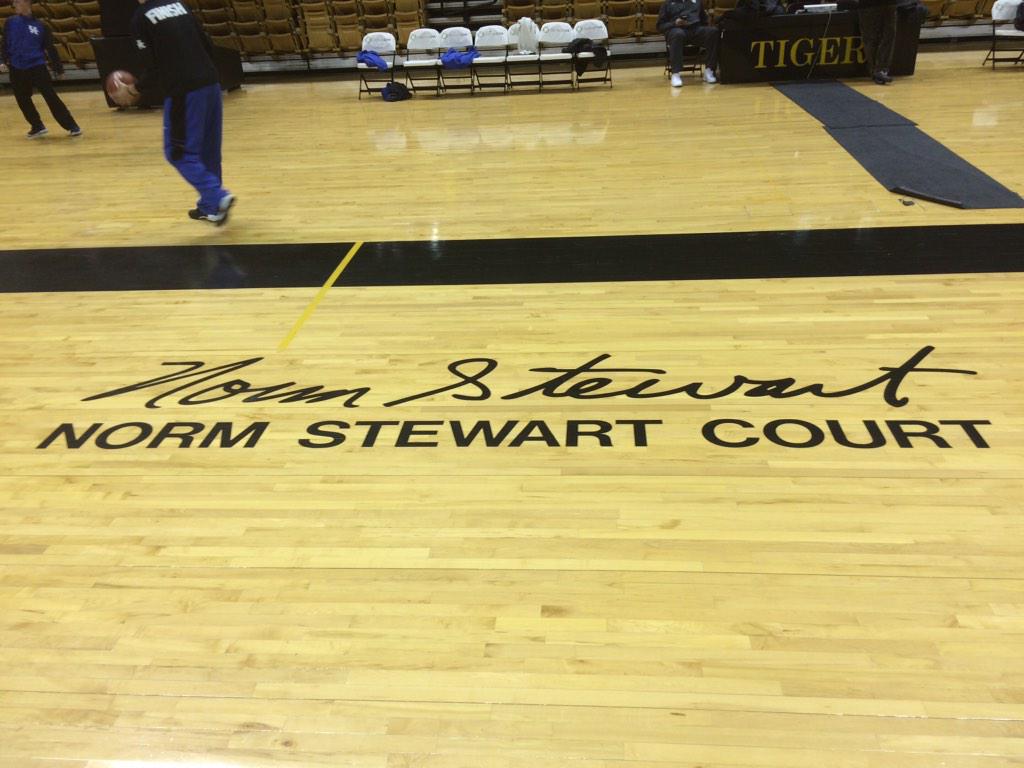 FINISH
TIGER
Norm Stewart
NORM STEWART COURT